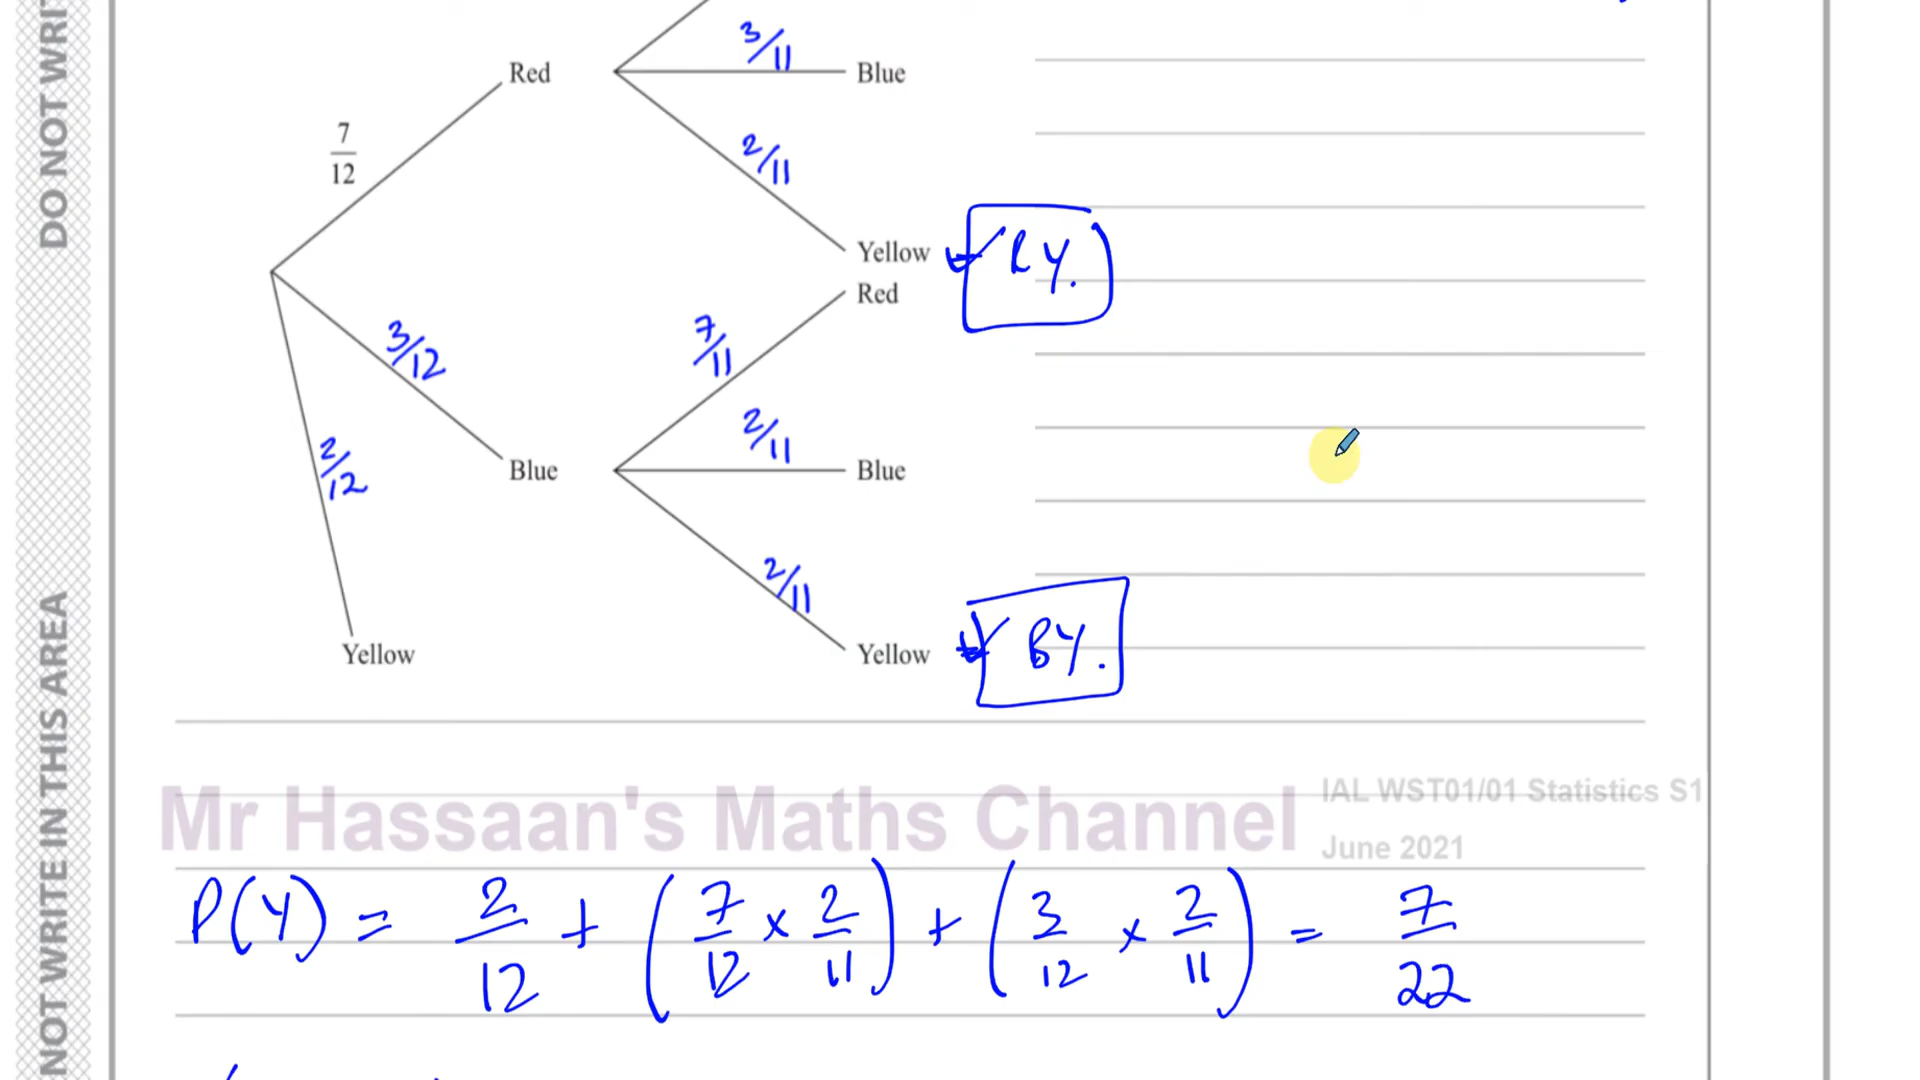 DO NOT WRI
NOT WRITE IN THIS AREA
3/11
Red
Blue
7/12
2/11
Yellow
RY.
Red
3/12
7/11
2/11
2/12
Blue
Blue
2/11
Yellow
Yellow
BY.
Mr Hassaan's Maths Channel
IAL WST01/01 Statistics S1
June 2021
P(Y) = 2/12 + (7/12 × 2/11) + (3/12 × 2/11) = 7/22